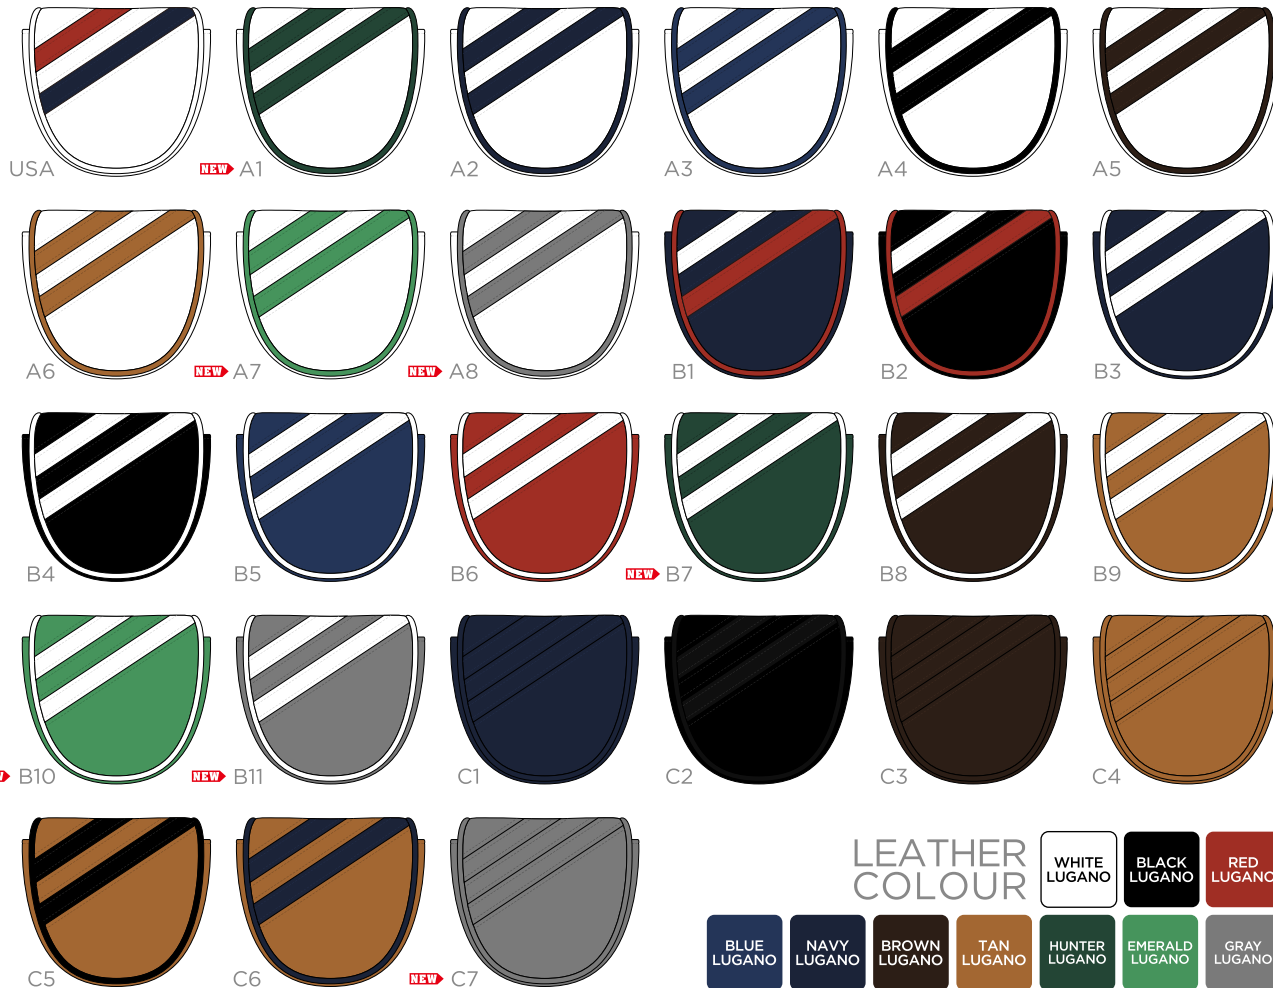 USA
NEW A1
A2
A3
A4
A5
A6
NEW A7
NEW A8
B1
B2
B3
B4
B5
B6
NEW B7
B8
B9
B10
NEW B11
C1
C2
C3
C4
C5
C6
NEW C7
LEATHER
COLOUR
WHITE
LUGANO
BLACK
LUGANO
RED
LUGANO
BLUE
LUGANO
NAVY
LUGANO
BROWN
LUGANO
TAN
LUGANO
HUNTER
LUGANO
EMERALD
LUGANO
GRAY
LUGANO